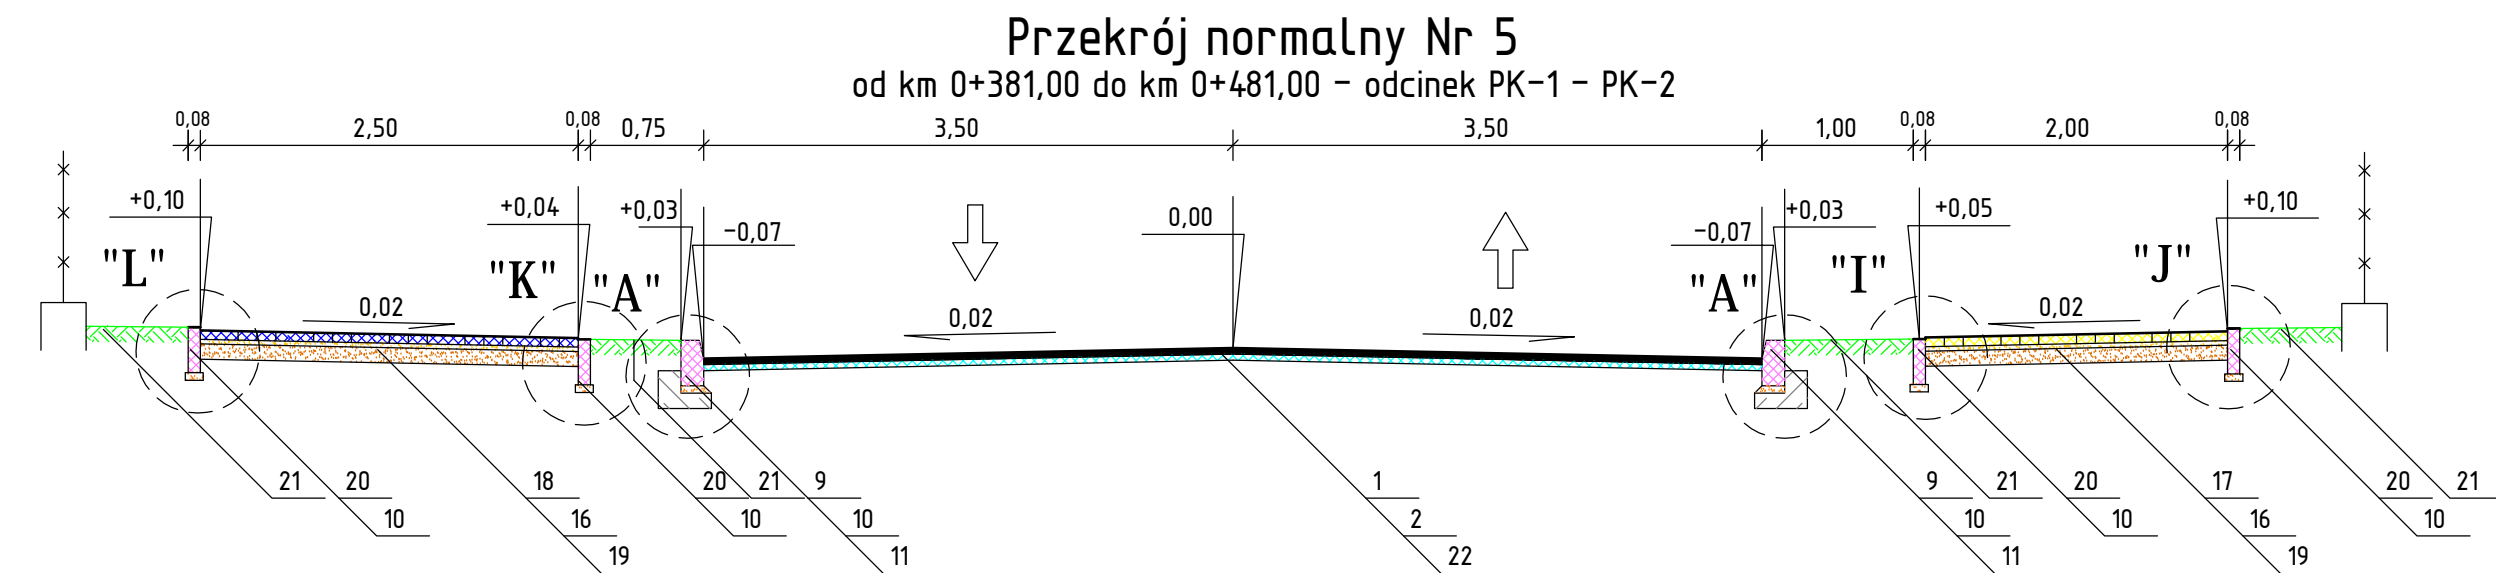 Przekrój normalny Nr 5
od km 0+381,00 do km 0+481,00 – odcinek PK–1 – PK–2
0,08 2,50 0,08 0,75 3,50 3,50 1,00 0,08 2,00 0,08
+0,10 +0,04 +0,03 –0,07 0,00 –0,07 +0,03 +0,05 +0,10
"L" "K" "A" "A" "I" "J"
0,02 0,02 0,02 0,02
21 20 18 20 21 9 1 9 21 20 17 20 21
10 16 10 10 2 10 10 16 10
19 11 22 11 19